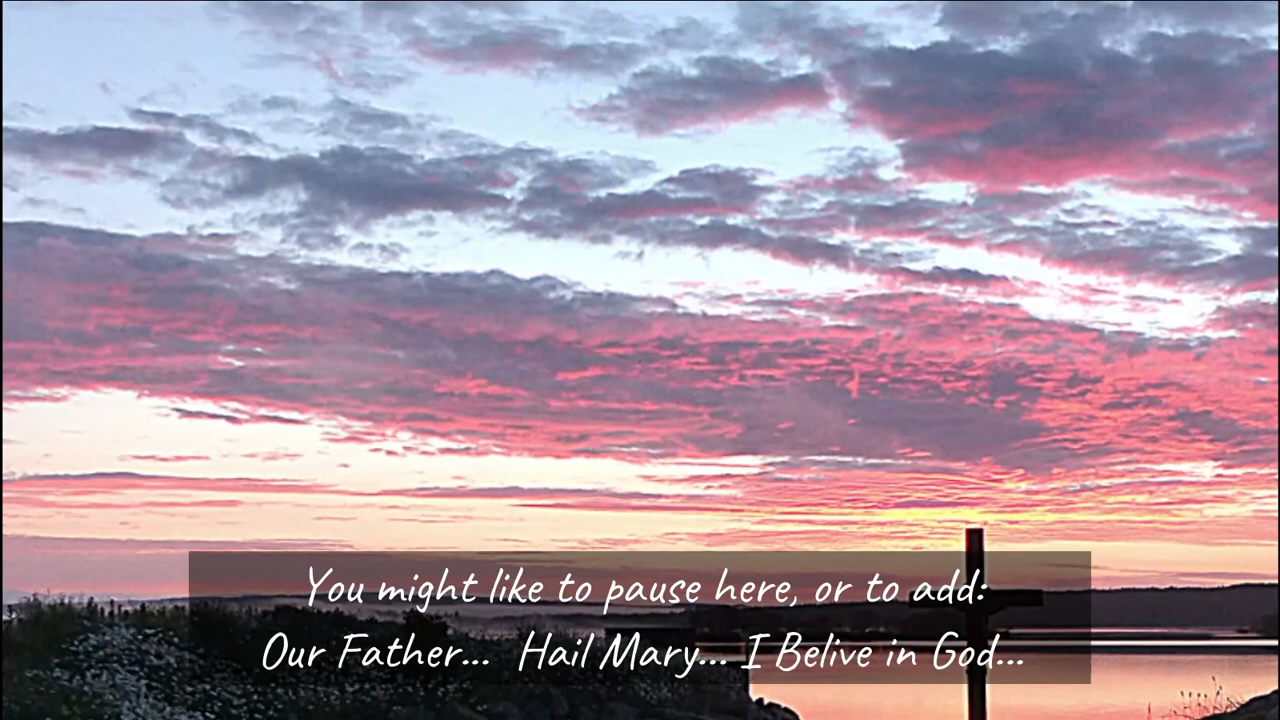 You might like to pause here, or to add:
Our Father... Hail Mary... I Belive in God...